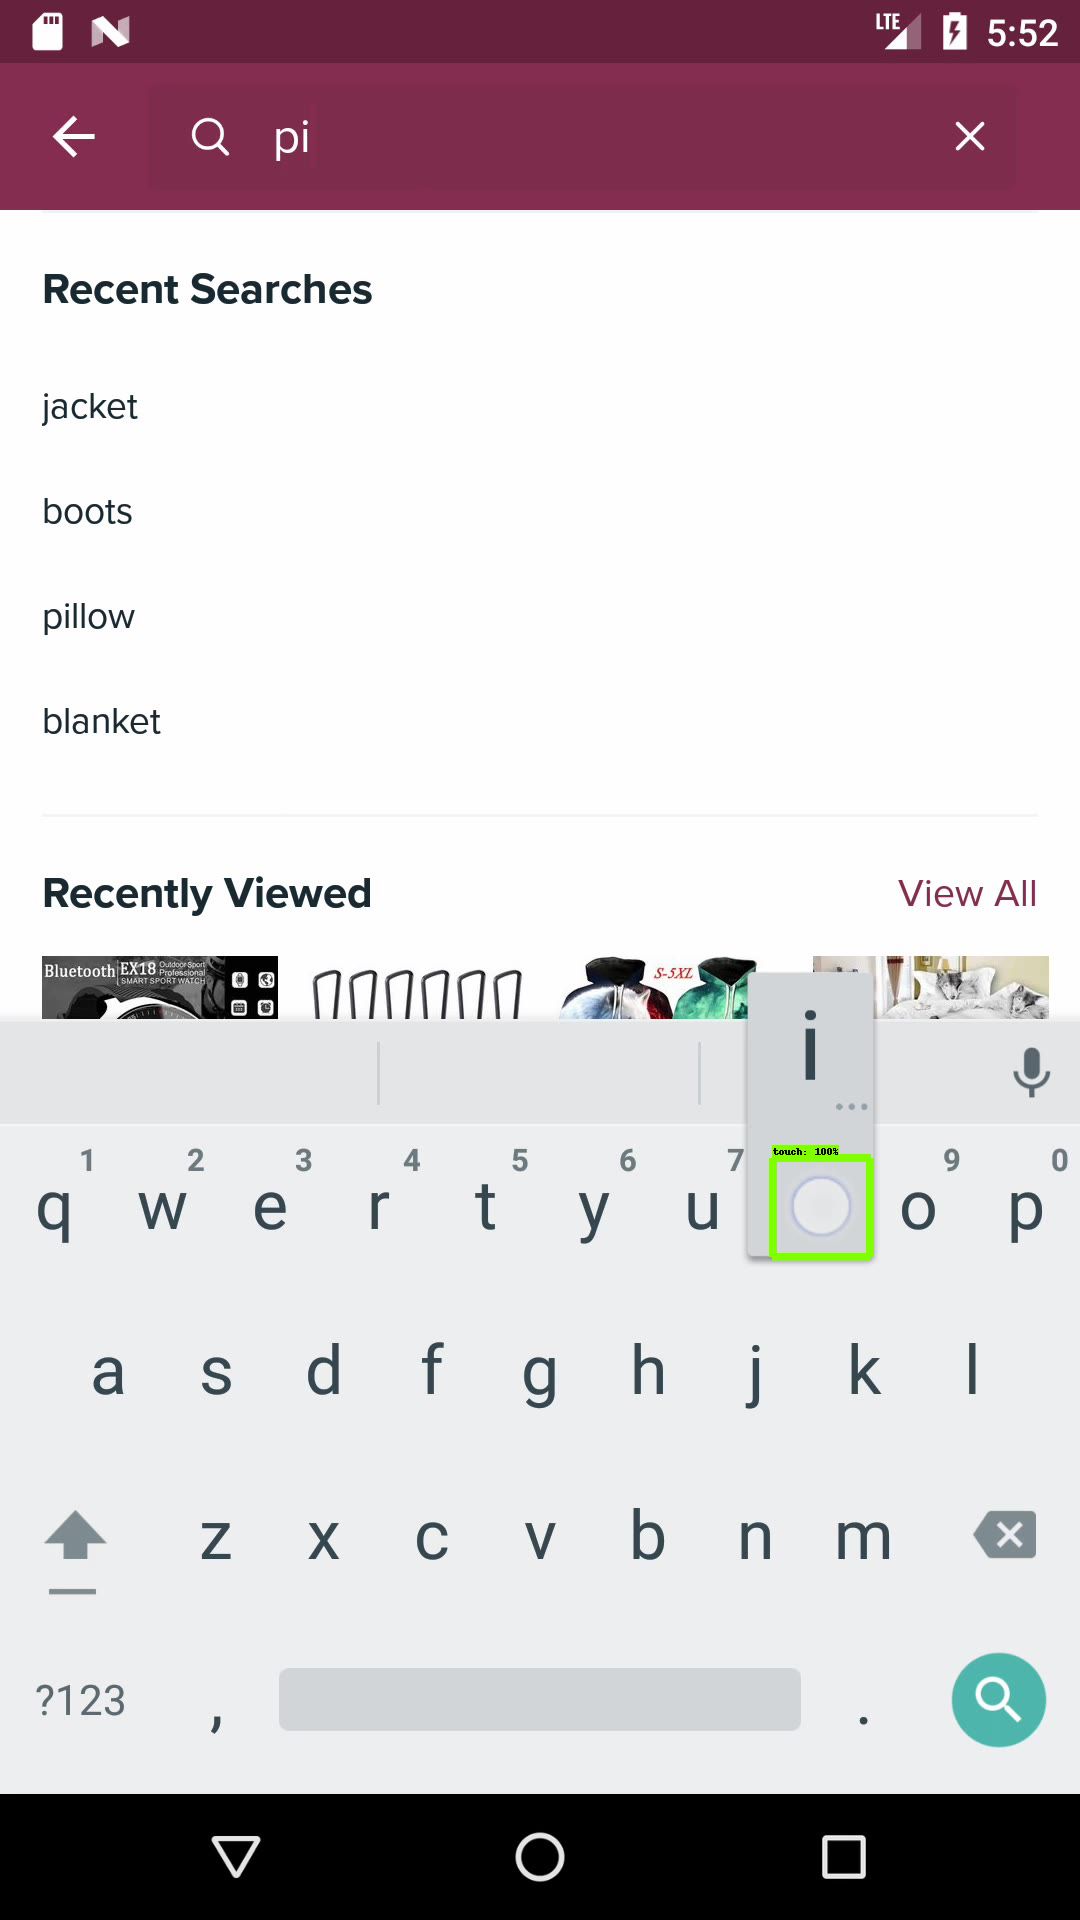 LTE 5:52
pi
Recent Searches
jacket
boots
pillow
blanket
Recently Viewed View All
Bluetooth EX18 Outdoor Sport Professional
SMART SPORT WATCH
S-5XL
i
...
touch: 100%
1 2 3 4 5 6 7 9 0
q w e r t y u o p
a s d f g h j k l
z x c v b n m
?123 , .